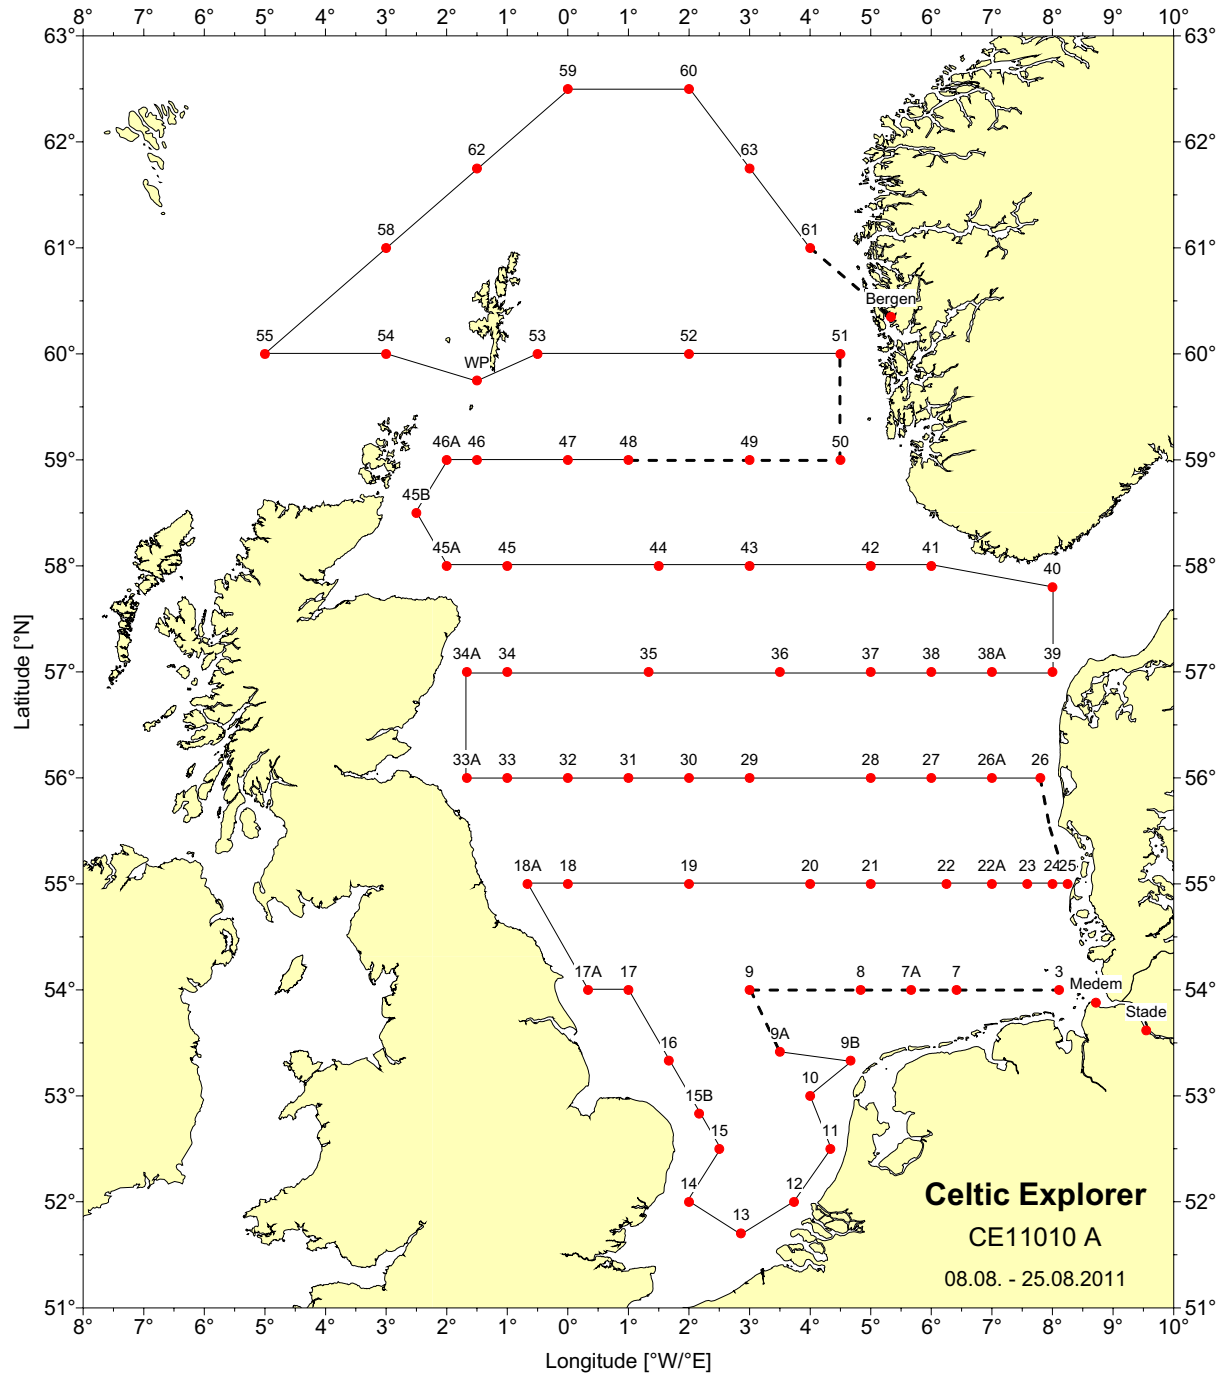 8° 7° 6° 5° 4° 3° 2° 1° 0° 1° 2° 3° 4° 5° 6° 7° 8° 9° 10°
63° 63°
59 60
62° 62°
62 63
58 61
61° 61°
Bergen
55 54 53 52 51
60° 60°
WP
46A 46 47 48 49 50
59° 59°
45B
45A 45 44 43 42 41
58° 58°
40
34A 34 35 36 37 38 38A 39
57° 57°
33A 33 32 31 30 29 28 27 26A 26
56° 56°
18A 18 19 20 21 22 22A 23 24 25
55° 55°
17A 17 9 8 7A 7 3
54° 54°
Medem
Stade
16 9A 9B
53° 53°
10
15B
15 11
14 12
52° 52°
13
Celtic Explorer
CE11010 A
08.08. - 25.08.2011
51° 51°
8° 7° 6° 5° 4° 3° 2° 1° 0° 1° 2° 3° 4° 5° 6° 7° 8° 9° 10°
Latitude [°N]
Longitude [°W/°E]